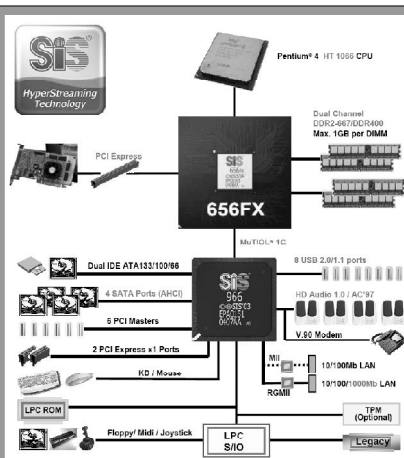 SiS
HyperStreaming
Technology
Pentium® 4 HT 1066 CPU
Dual Channel
DDR2-667/DDR400
Max. 1GB per DIMM
PCI Express
SiS
656FX
MuTIOL® 1G
Dual IDE ATA133/100/66
8 USB 2.0/1.1 ports
4 SATA Ports (AHCI)
SiS
966
HD Audio 1.0 / AC'97
6 PCI Masters
V.90 Modem
2 PCI Express x1 Ports
MII
10/100Mb LAN
KB / Mouse
RGMII
10/100/1000Mb LAN
LPC ROM
TPM
(Optional)
Floppy/ Midi / Joystick
LPC
S/IO
Legacy